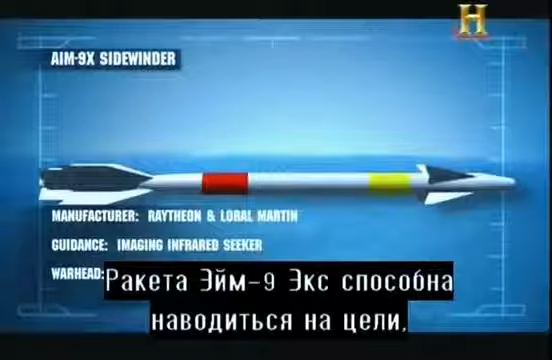 H
AIM-9X SIDEWINDER
MANUFACTURER: RAYTHEON & LORAL MARTIN
GUIDANCE: IMAGING INFRARED SEEKER
WARHEAD:
Ракета Эйм-9 Экс способна
наводиться на цели,